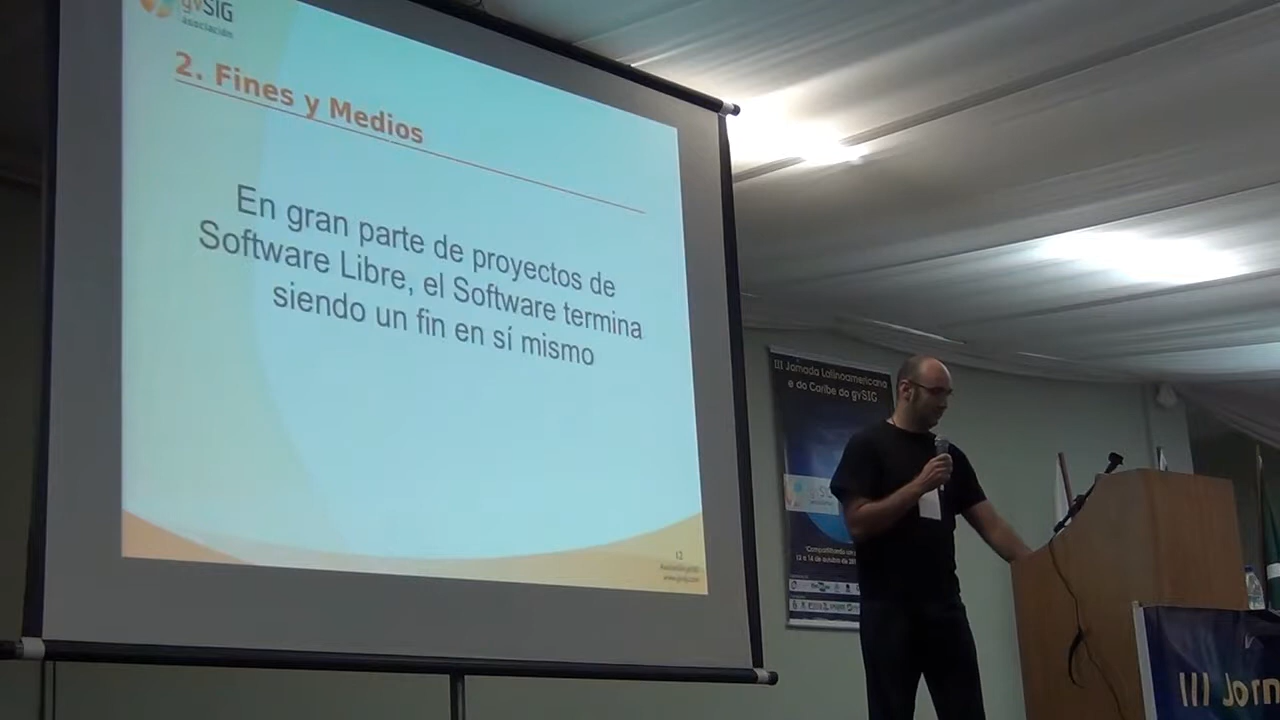 gvSIG
asociación
2. Fines y Medios
En gran parte de proyectos de
Software Libre, el Software termina
siendo un fin en sí mismo
III Jornada Latinoamericana
e do Caribe do gvSIG
III Jorn